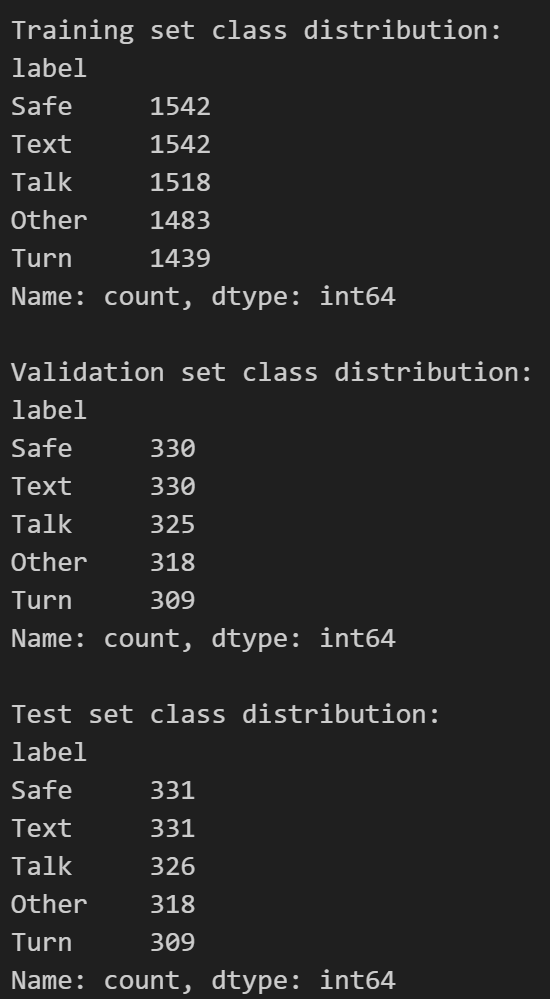 Training set class distribution:
label
Safe     1542
Text     1542
Talk     1518
Other    1483
Turn     1439
Name: count, dtype: int64

Validation set class distribution:
label
Safe     330
Text     330
Talk     325
Other    318
Turn     309
Name: count, dtype: int64

Test set class distribution:
label
Safe     331
Text     331
Talk     326
Other    318
Turn     309
Name: count, dtype: int64